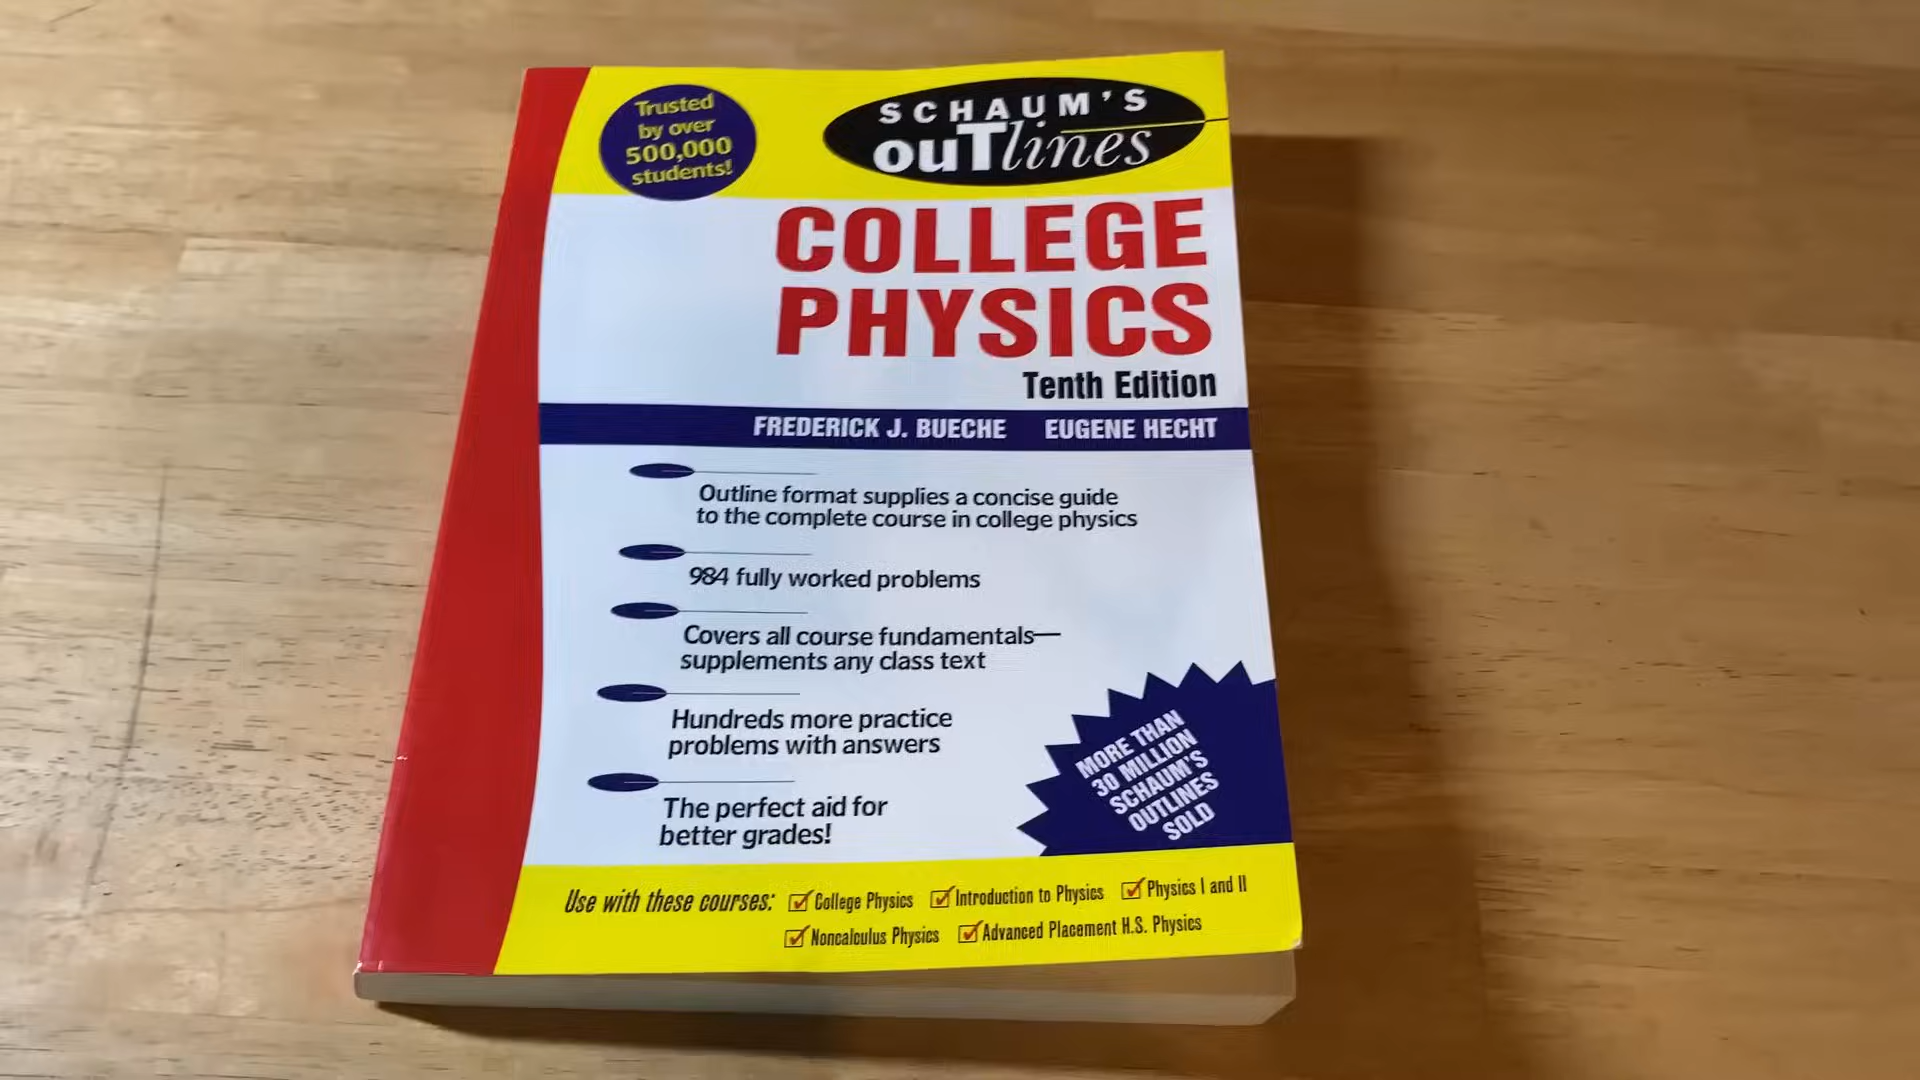 Trusted
by over
500,000
students!
SCHAUM'S
ouTlines
COLLEGE
PHYSICS
Tenth Edition
FREDERICK J. BUECHE EUGENE HECHT
Outline format supplies a concise guide
to the complete course in college physics
984 fully worked problems
Covers all course fundamentals—
supplements any class text
Hundreds more practice
problems with answers
The perfect aid for
better grades!
MORE THAN
30 MILLION
SCHAUM'S
OUTLINES
SOLD
Use with these courses: College Physics Introduction to Physics Physics I and II
Noncalculus Physics Advanced Placement H.S. Physics